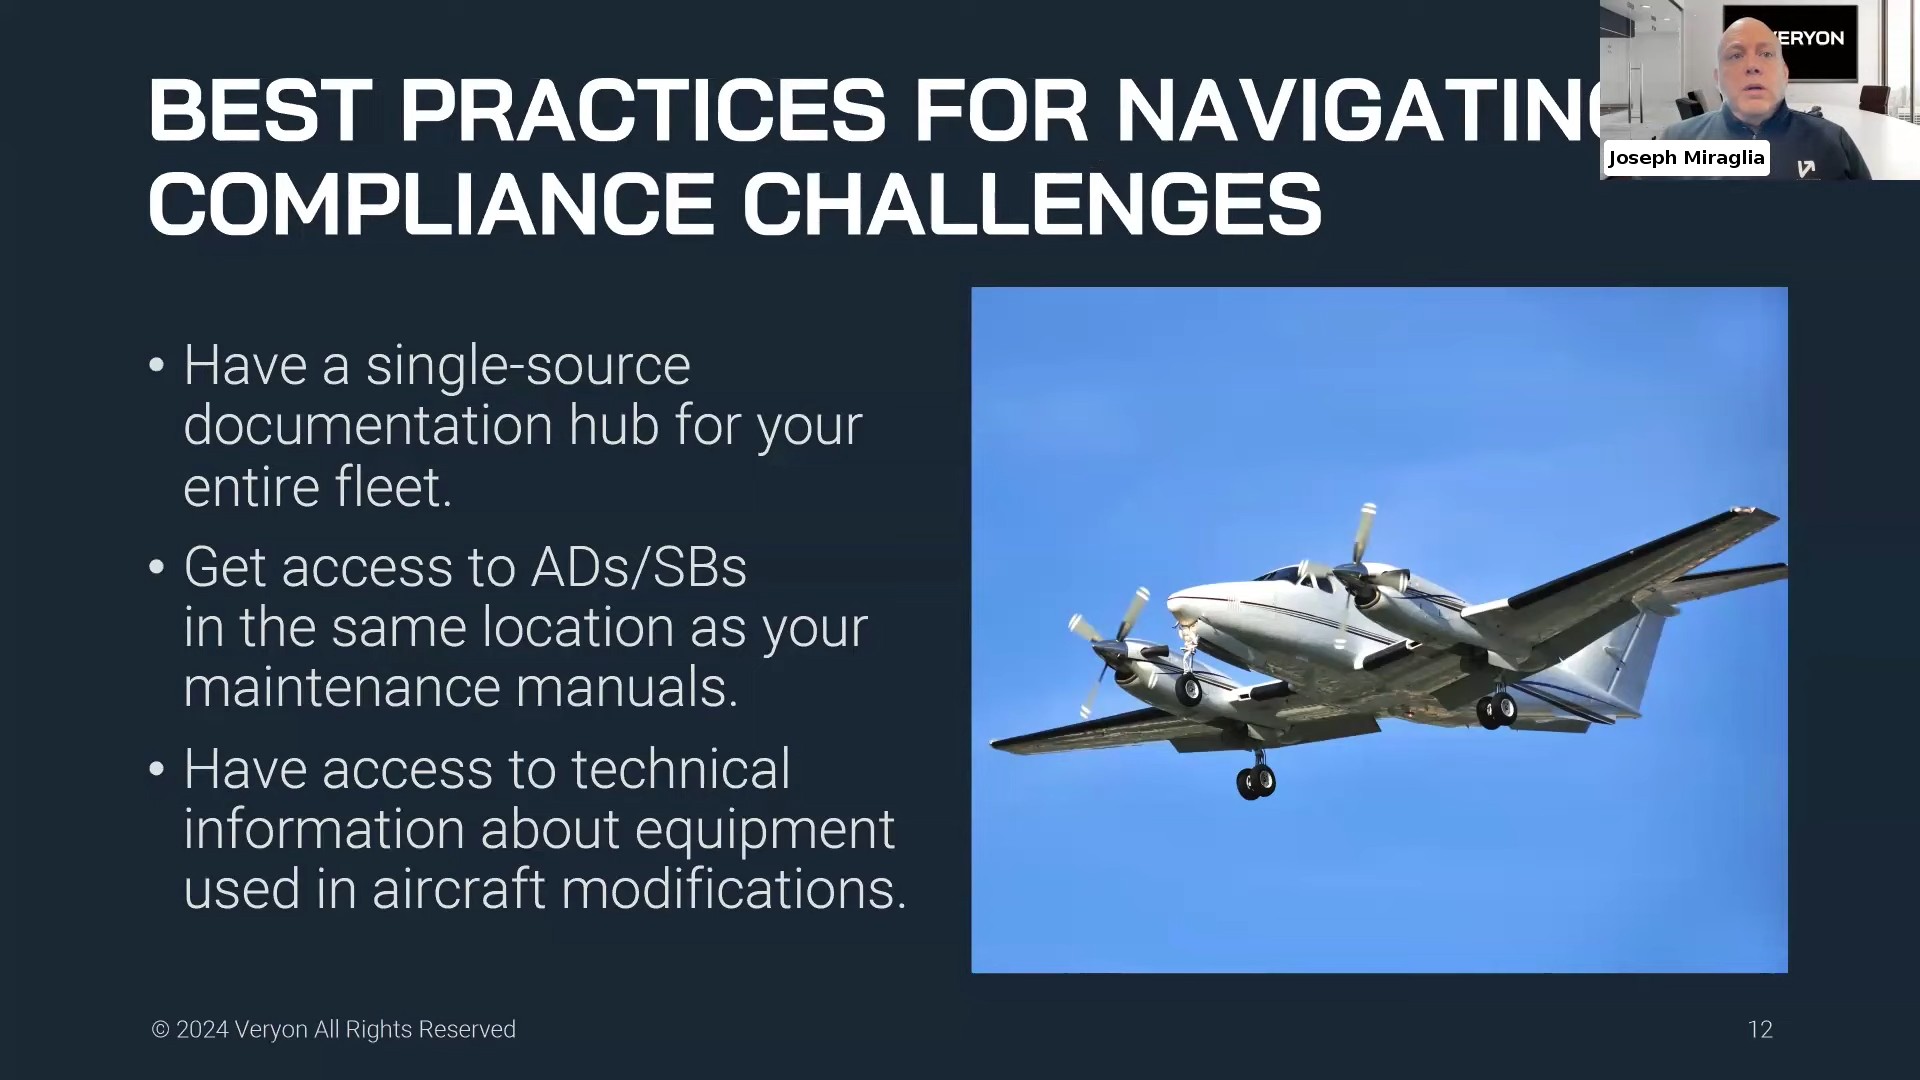 BEST PRACTICES FOR NAVIGATING
COMPLIANCE CHALLENGES
VERYON
Joseph Miraglia
• Have a single-source
documentation hub for your
entire fleet.
• Get access to ADs/SBs
in the same location as your
maintenance manuals.
• Have access to technical
information about equipment
used in aircraft modifications.
© 2024 Veryon All Rights Reserved
12